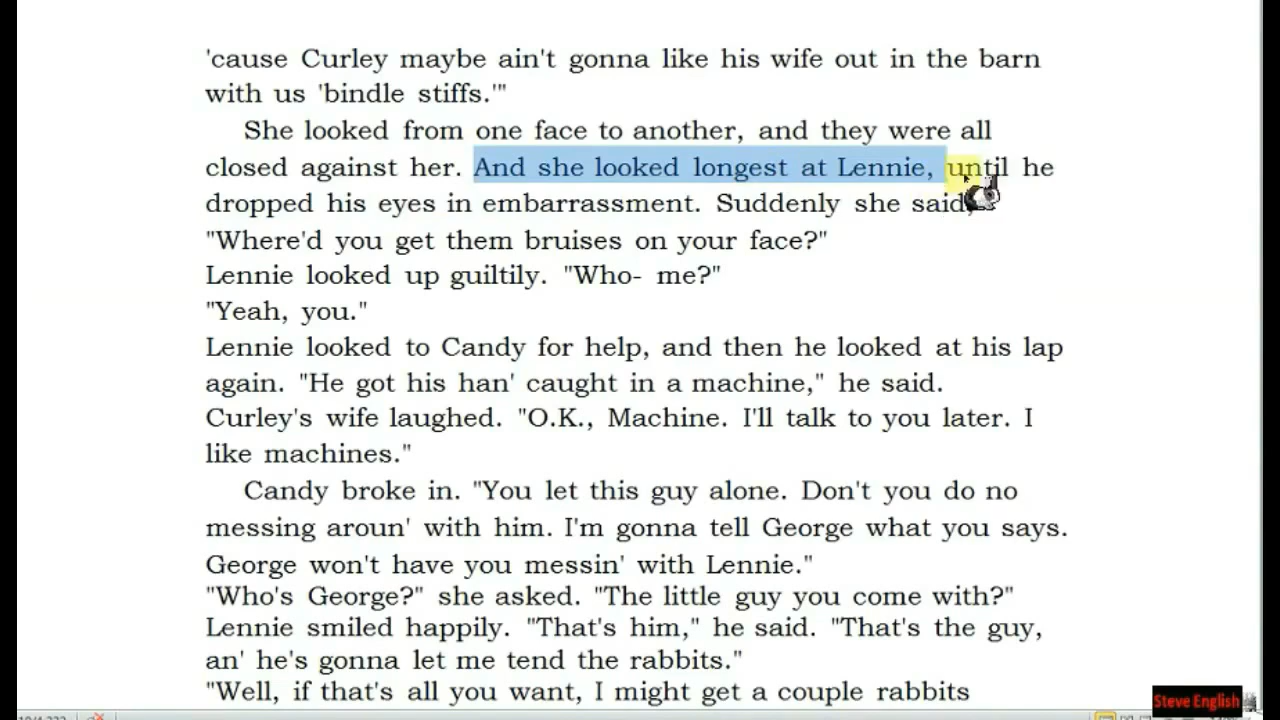 'cause Curley maybe ain't gonna like his wife out in the barn
with us 'bindle stiffs.'"
She looked from one face to another, and they were all
closed against her. And she looked longest at Lennie, until he
dropped his eyes in embarrassment. Suddenly she said,
"Where'd you get them bruises on your face?"
Lennie looked up guiltily. "Who- me?"
"Yeah, you."
Lennie looked to Candy for help, and then he looked at his lap
again. "He got his han' caught in a machine," he said.
Curley's wife laughed. "O.K., Machine. I'll talk to you later. I
like machines."
Candy broke in. "You let this guy alone. Don't you do no
messing aroun' with him. I'm gonna tell George what you says.
George won't have you messin' with Lennie."
"Who's George?" she asked. "The little guy you come with?"
Lennie smiled happily. "That's him," he said. "That's the guy,
an' he's gonna let me tend the rabbits."
"Well, if that's all you want, I might get a couple rabbits
Steve English